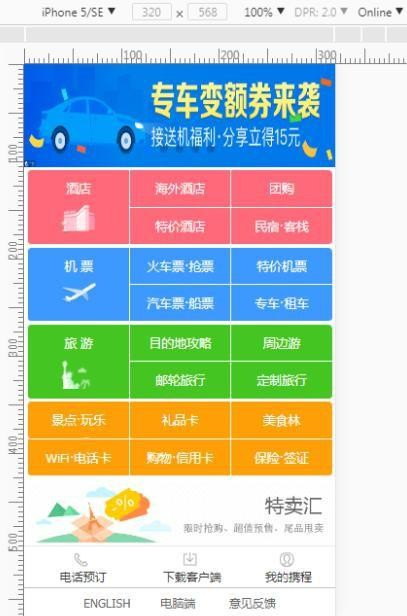 iPhone 5/SE ▼ 320 × 568 100% ▼ DPR: 2.0 ▼ Online ▼
100 200 300
专车变额券来袭
接送机福利·分享立得15元
100
酒店 海外酒店 团购
特价酒店 民宿·客栈
200
机 票 火车票·抢票 特价机票
汽车票·船票 专车·租车
300
旅 游 目的地攻略 周边游
邮轮旅行 定制旅行
400
景点·玩乐 礼品卡 美食林
WiFi·电话卡 购物·信用卡 保险·签证
%
特卖汇
限时抢购、超值预售、尾品甩卖
500
电话预订 下载客户端 我的携程
ENGLISH 电脑端 意见反馈